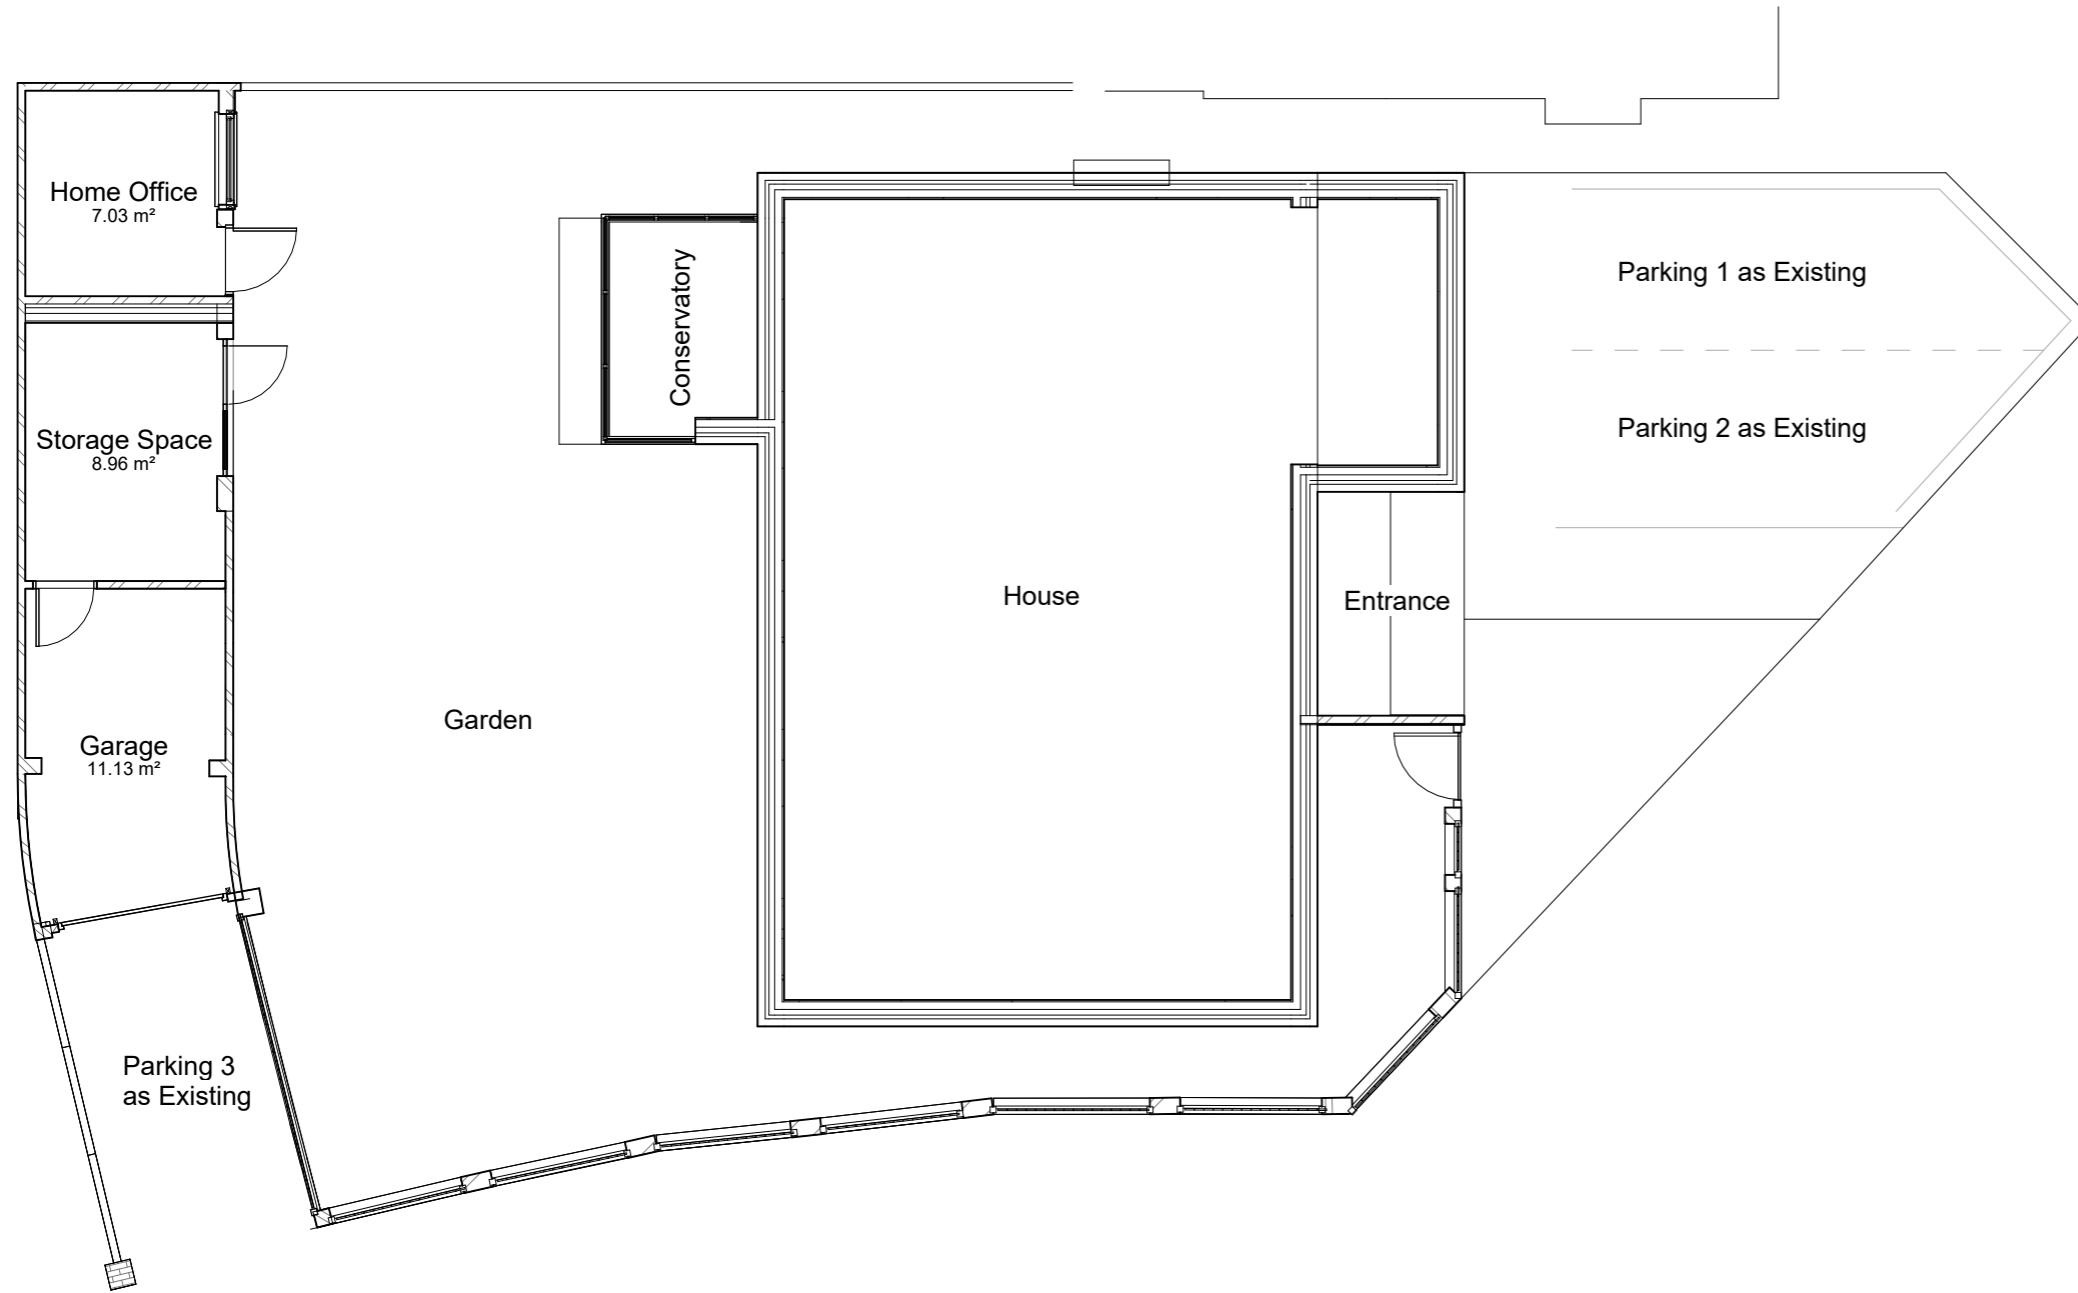 Home Office
7.03 m²
Conservatory
Parking 1 as Existing
Parking 2 as Existing
Storage Space
8.96 m²
House
Entrance
Garden
Garage
11.13 m²
Parking 3
as Existing